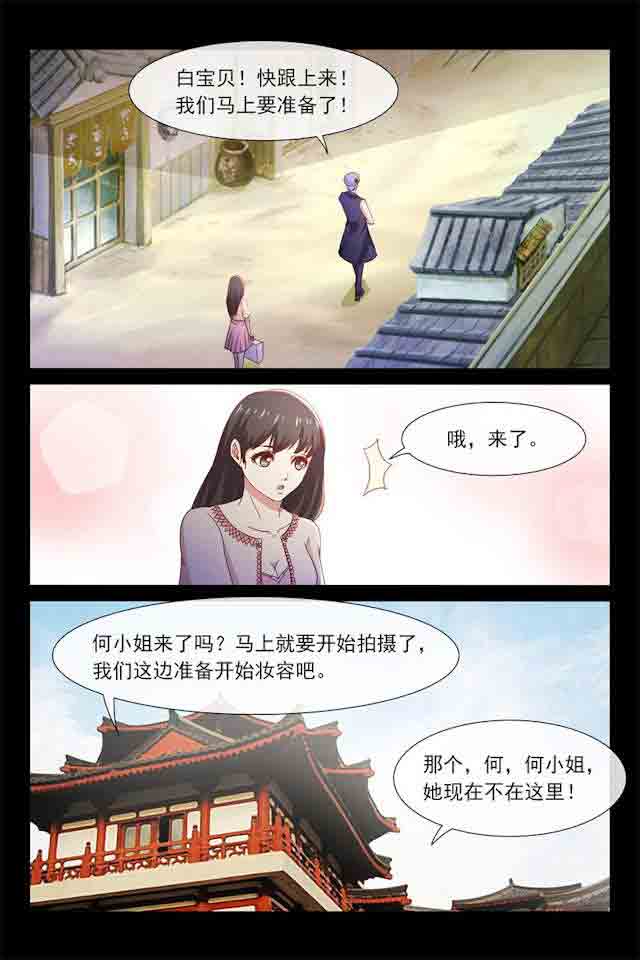 白宝贝！快跟上来！
我们马上要准备了！
哦，来了。
何小姐来了吗？马上就要开始拍摄了，
我们这边准备开始妆容吧。
那个，何，何小姐，
她现在不在这里！